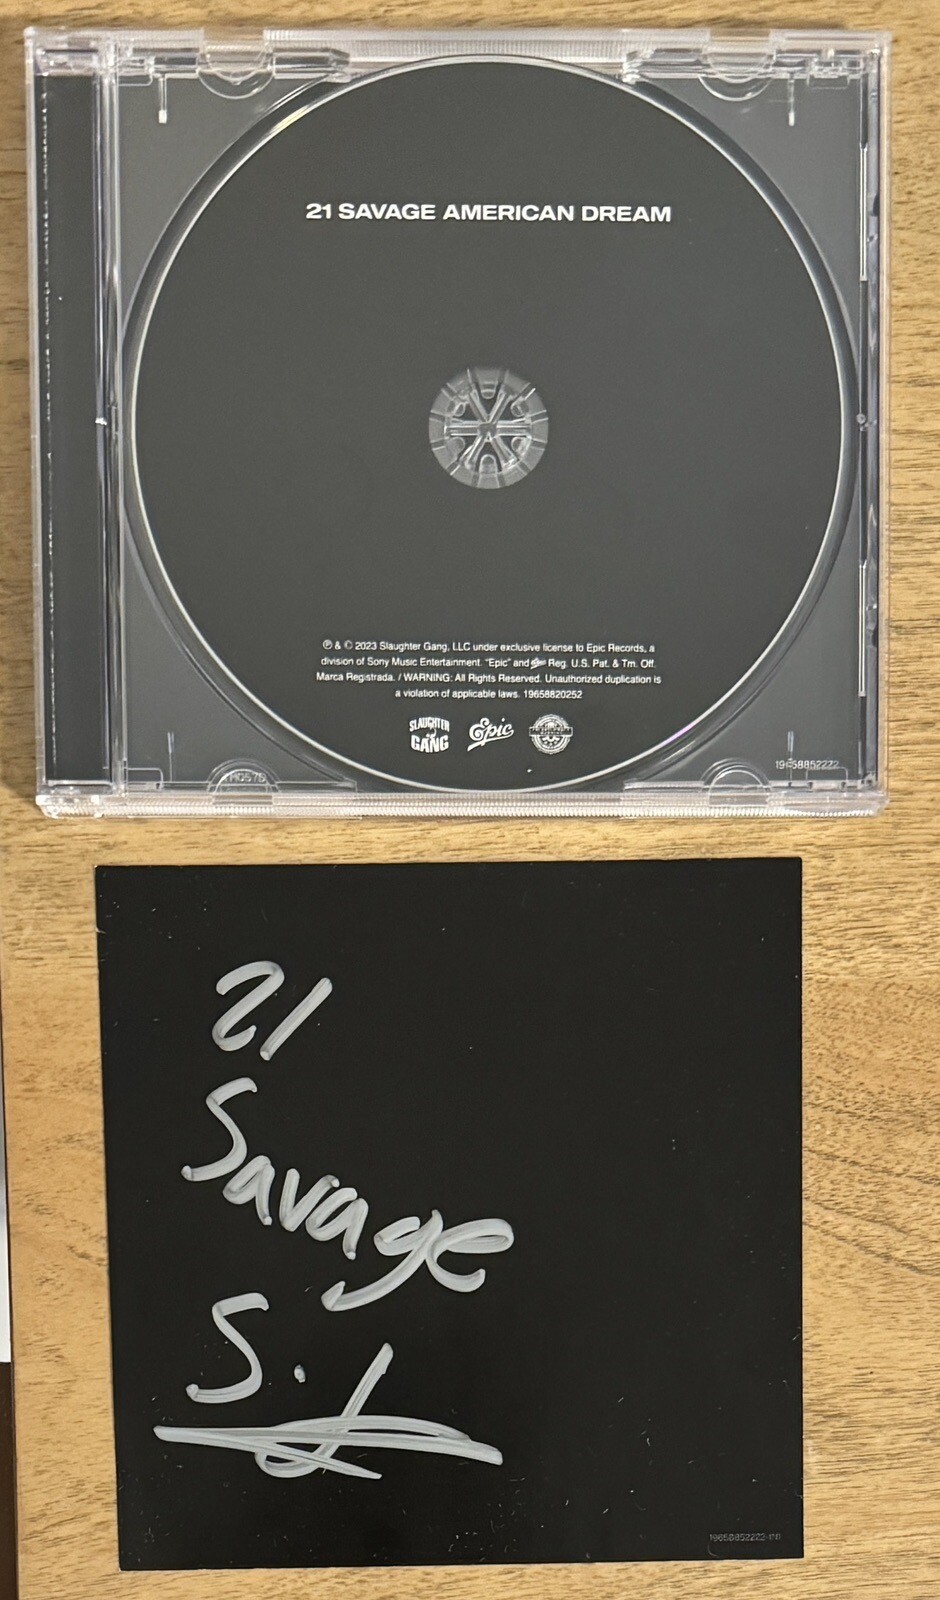 21 SAVAGE AMERICAN DREAM
℗ & © 2023 Slaughter Gang, LLC under exclusive license to Epic Records, a
division of Sony Music Entertainment. "Epic" and Reg. U.S. Pat. & Tm. Off.
Marca Registrada. / WARNING: All Rights Reserved. Unauthorized duplication is
a violation of applicable laws. 19658820252
SLAUGHTER
GANG
Epic
19658852222
21
Savage
S.